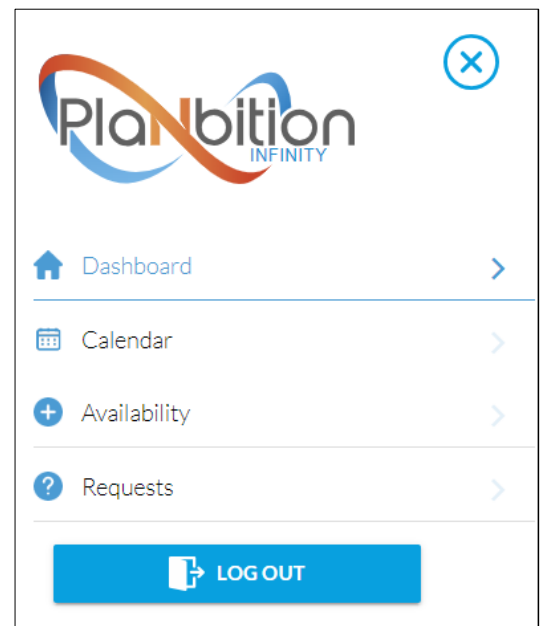 PlaNbition
INFINITY
Dashboard
Calendar
Availability
Requests
LOG OUT